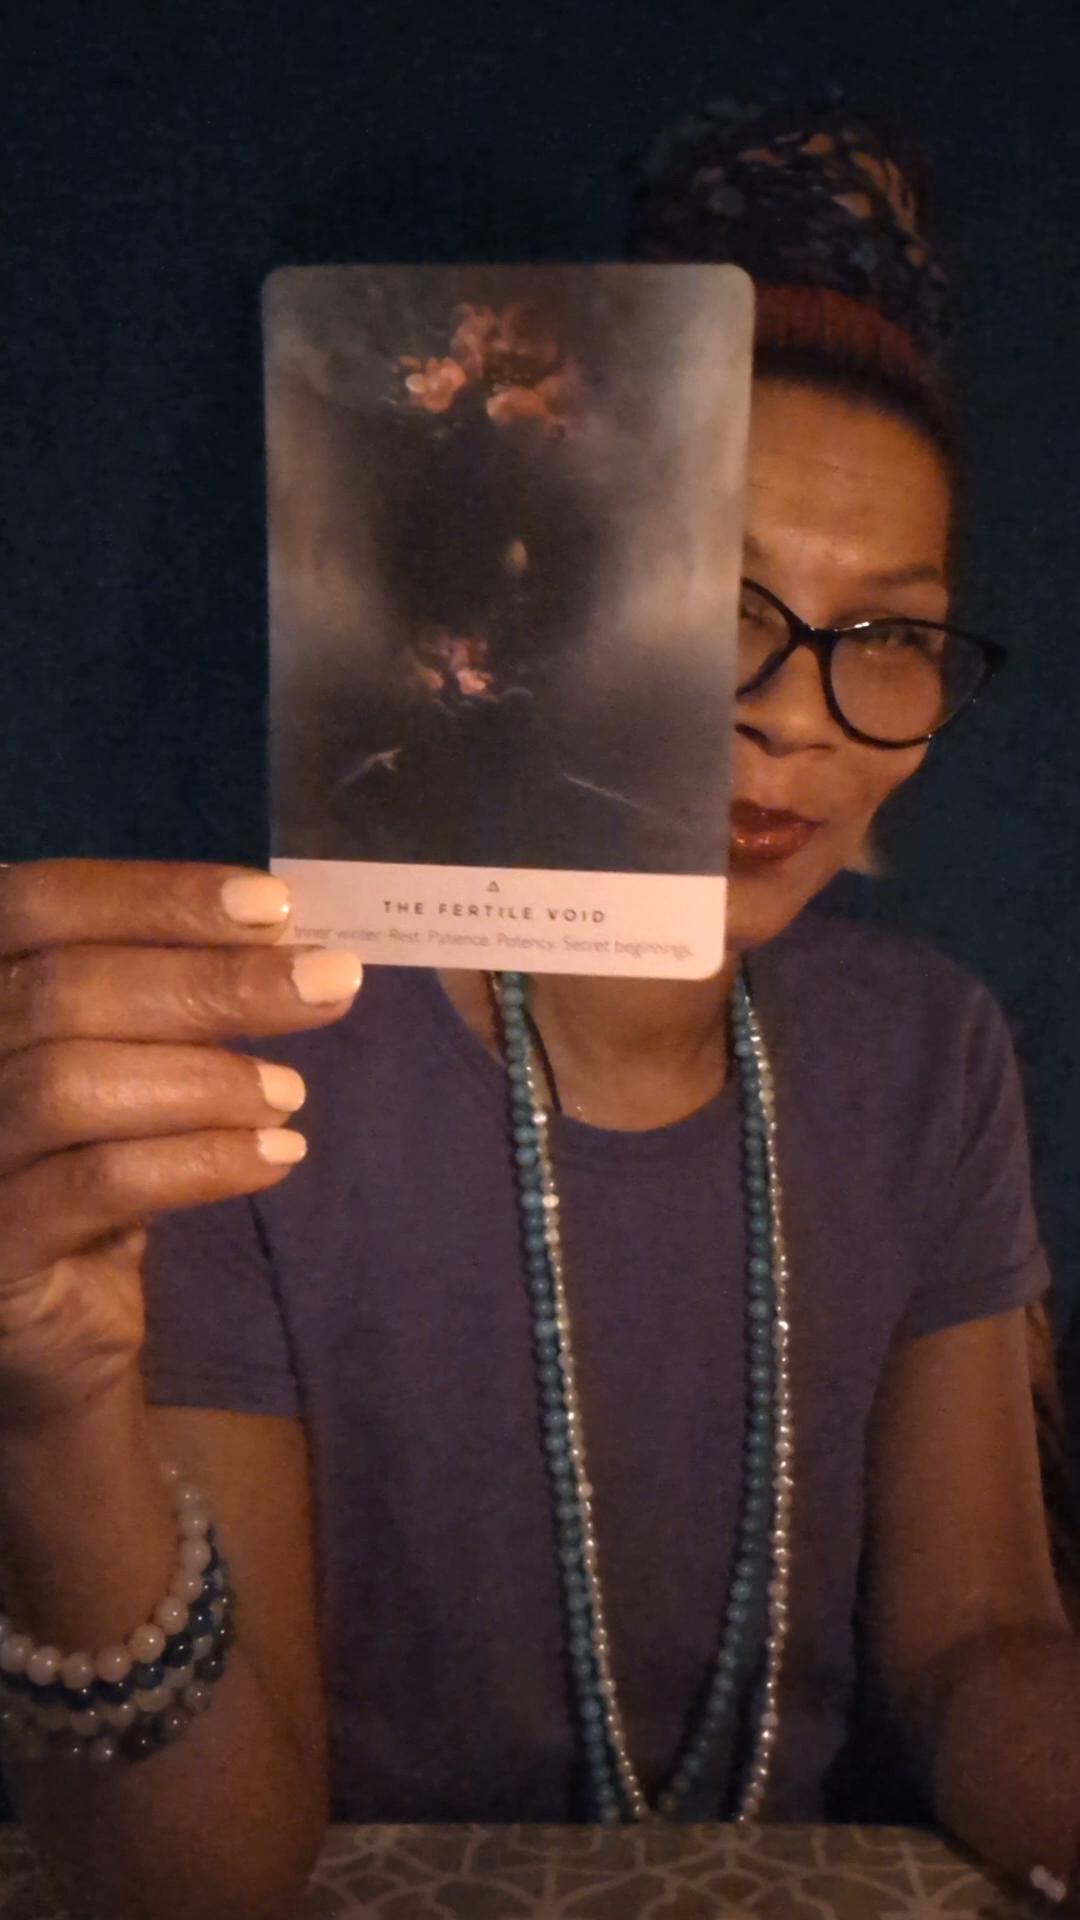 THE FERTILE VOID
Inner winter. Rest. Patience. Potency. Secret beginnings.